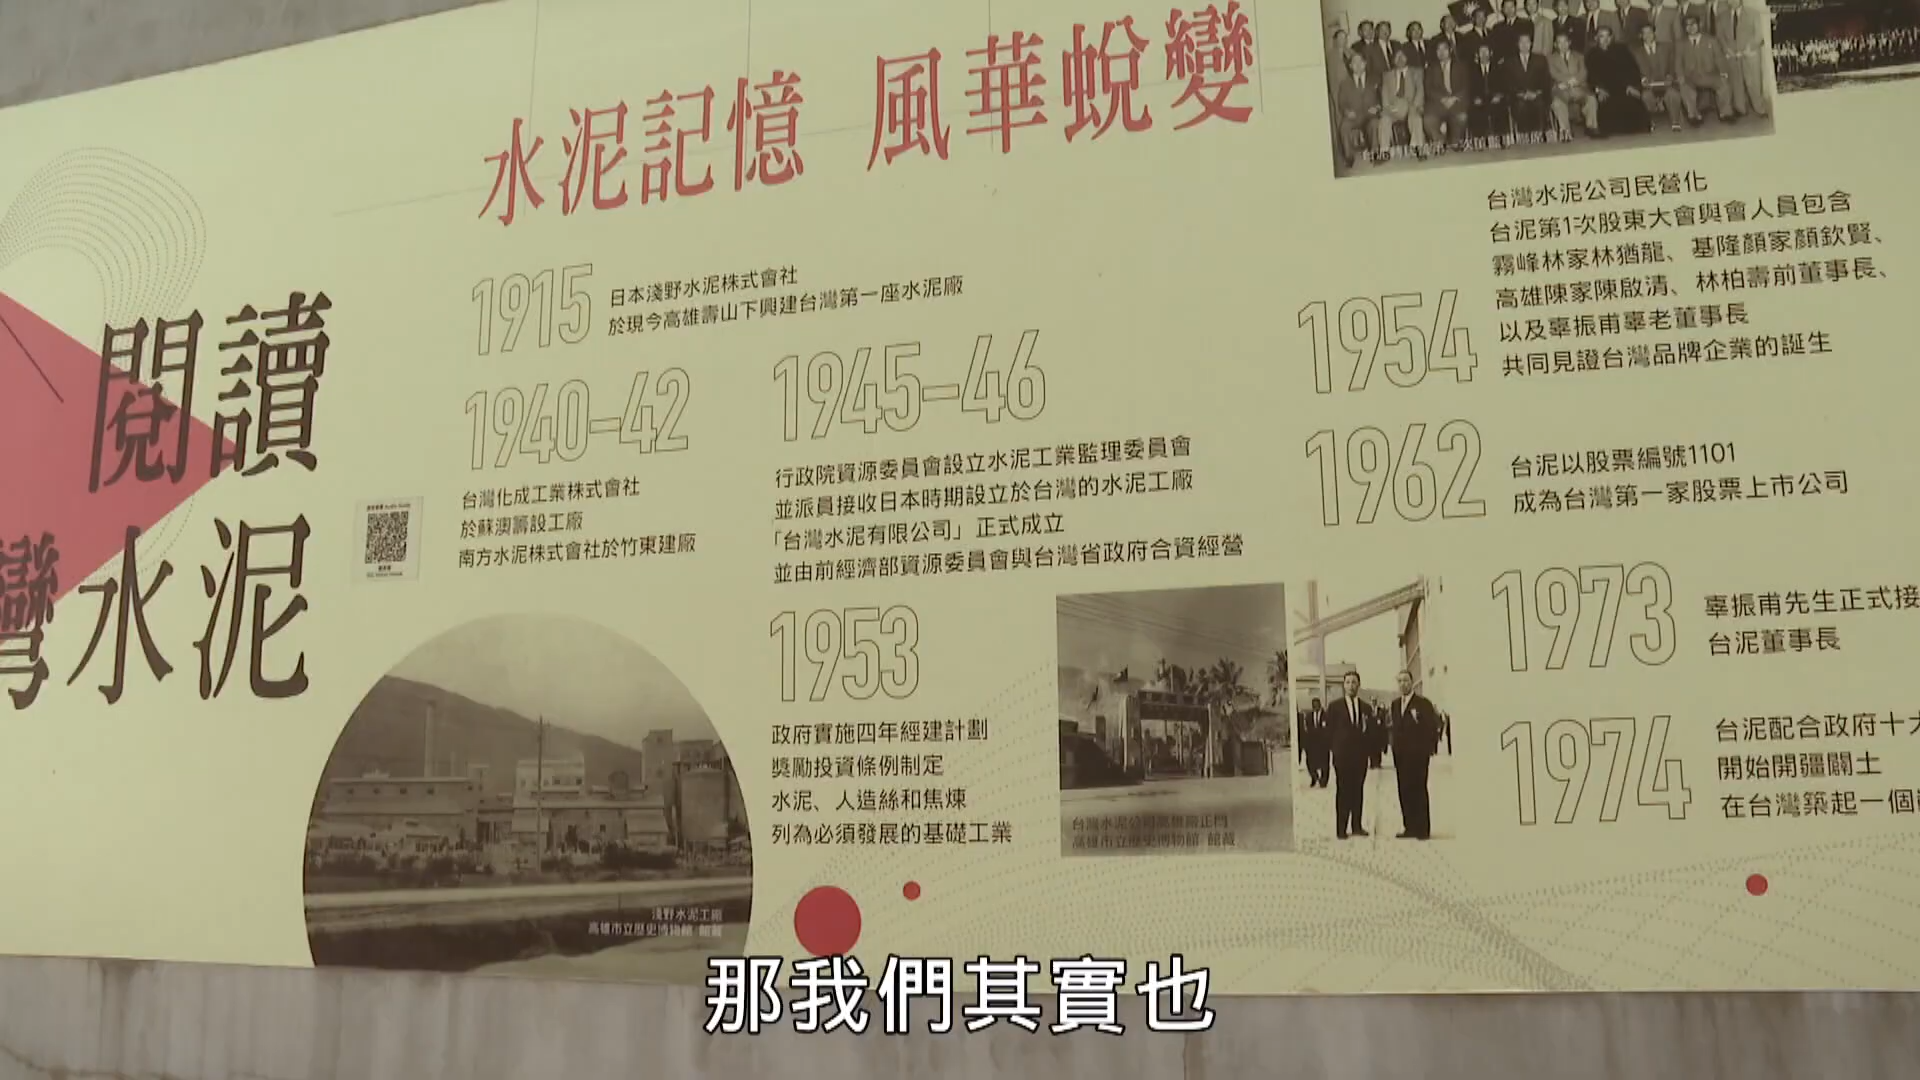 閱讀
灣水泥
水泥記憶 風華蛻變
1915
日本淺野水泥株式會社
於現今高雄壽山下興建台灣第一座水泥廠
1940-42
台灣化成工業株式會社
於蘇澳籌設工廠
南方水泥株式會社於竹東建廠
淺野水泥工廠
高雄市立歷史博物館 館藏
1945-46
行政院資源委員會設立水泥工業監理委員會
並派員接收日本時期設立於台灣的水泥工廠
「台灣水泥有限公司」正式成立
並由前經濟部資源委員會與台灣省政府合資經營
1953
政府實施四年經建計劃
獎勵投資條例制定
水泥、人造絲和焦煉
列為必須發展的基礎工業
台灣水泥公司高雄廠正門
高雄市立歷史博物館 館藏
1954
台灣水泥公司民營化
台泥第1次股東大會與會人員包含
霧峰林家林猶龍、基隆顏家顏欽賢、
高雄陳家陳啟清、林柏壽前董事長、
以及辜振甫辜老董事長
共同見證台灣品牌企業的誕生
1962
台泥以股票編號1101
成為台灣第一家股票上市公司
1973
辜振甫先生正式接
台泥董事長
1974
台泥配合政府十大
開始開疆闢土
在台灣築起一個
那我們其實也